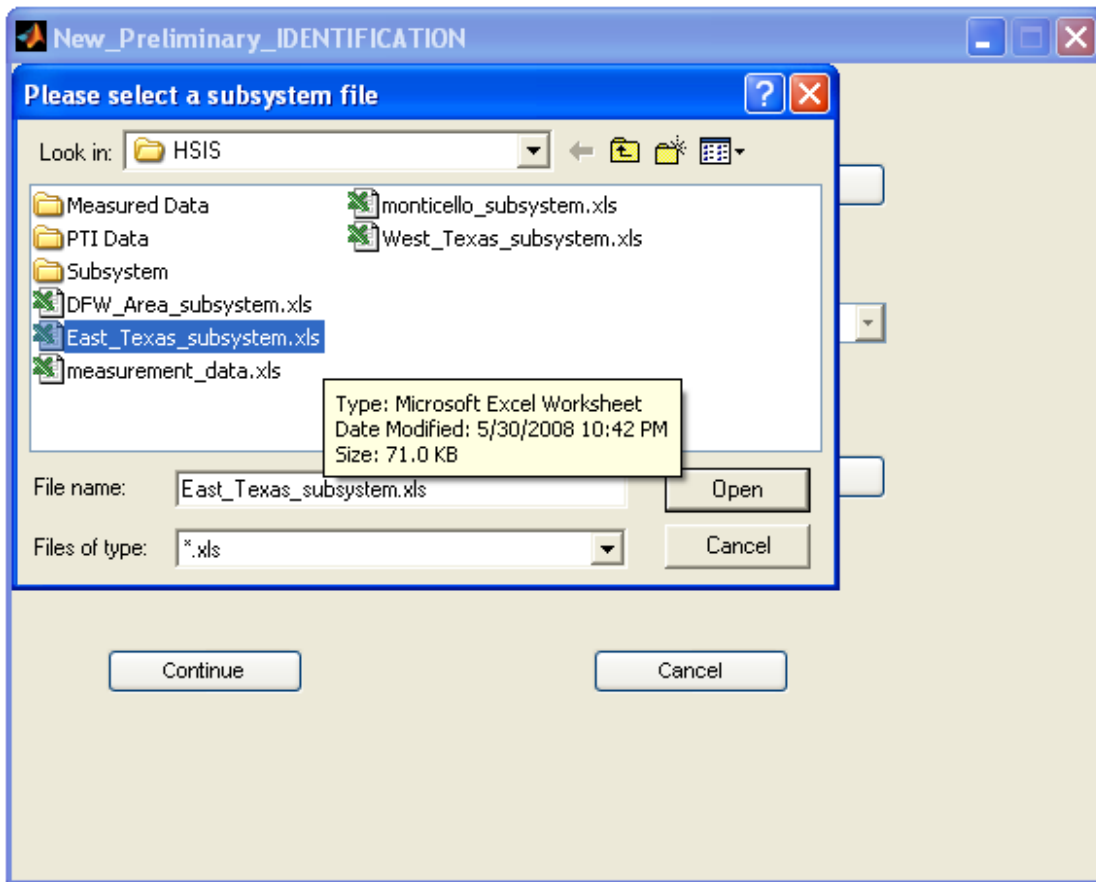 New_Preliminary_IDENTIFICATION
Please select a subsystem file
Look in: HSIS
Measured Data
PTI Data
Subsystem
DFW_Area_subsystem.xls
East_Texas_subsystem.xls
measurement_data.xls
monticello_subsystem.xls
West_Texas_subsystem.xls
Type: Microsoft Excel Worksheet
Date Modified: 5/30/2008 10:42 PM
Size: 71.0 KB
File name: East_Texas_subsystem.xls Open
Files of type: *.xls Cancel
Continue Cancel